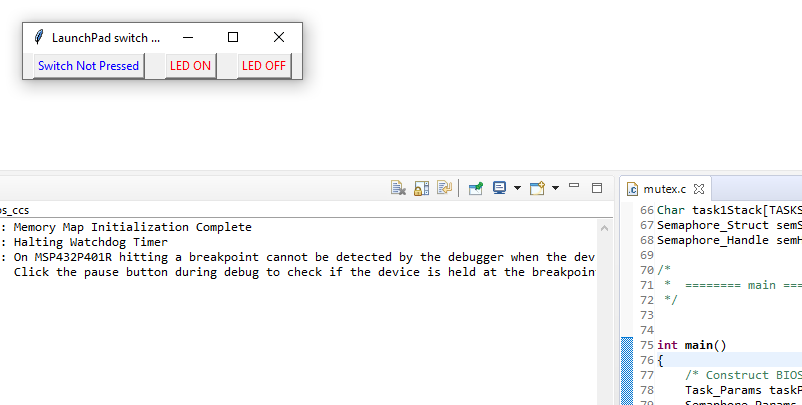 LaunchPad switch ...
Switch Not Pressed LED ON LED OFF
os_ccs
: Memory Map Initialization Complete
: Halting Watchdog Timer
: On MSP432P401R hitting a breakpoint cannot be detected by the debugger when the dev
Click the pause button during debug to check if the device is held at the breakpoin
mutex.c
66 Char task1Stack[TASKS
67 Semaphore_Struct semS
68 Semaphore_Handle semH
69
70 /*
71 * ======== main ===
72 */
73
74
75 int main()
76 {
77 /* Construct BIOS
78 Task_Params taskP
79 Semaphore_Params